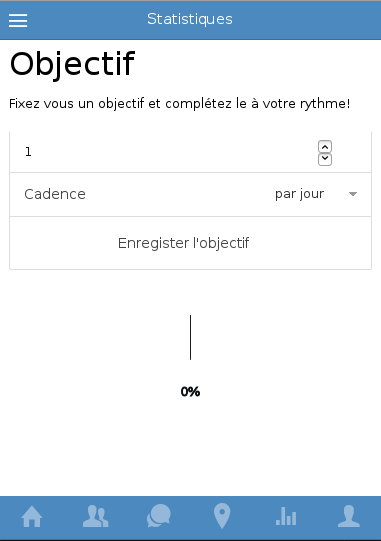 Statistiques
Objectif
Fixez vous un objectif et complétez le à votre rythme!
1
Cadence par jour
Enregister l'objectif
0%